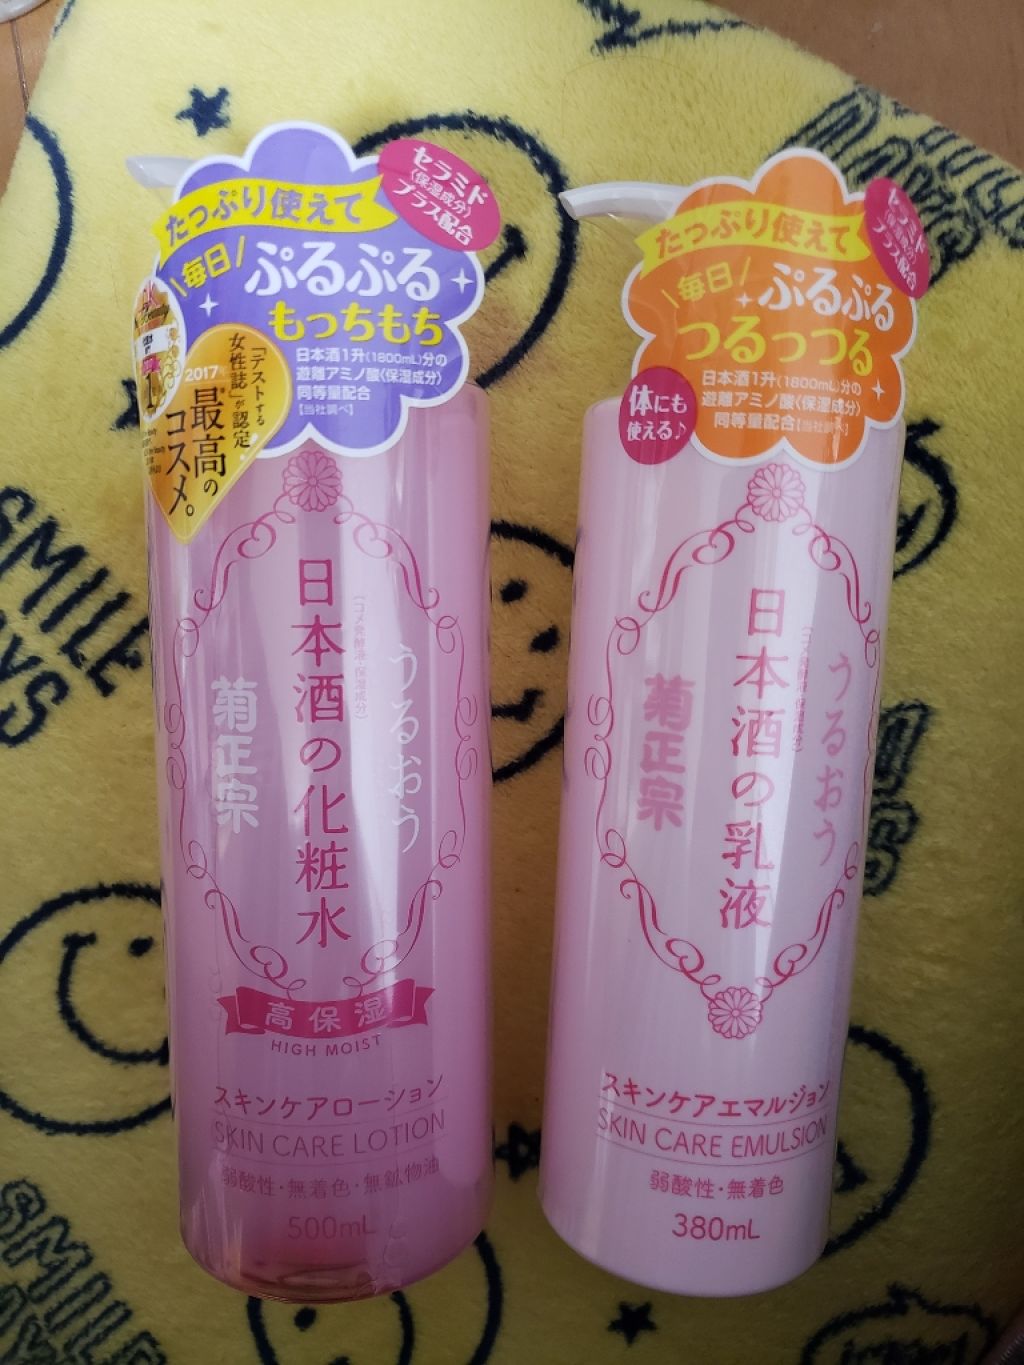 たっぷり使えて
毎日
ぷるぷる
もっちもち
日本酒1升(1800mL)分の
遊離アミノ酸〈保湿成分〉
同等量配合
【当社調べ】
セラミド
〈保湿成分〉
プラス配合
「テストする
女性誌」が認定!
2017
最高の
コスメ。
うるおう
日本酒の化粧水
菊正宗
高保湿
HIGH MOIST
スキンケアローション
SKIN CARE LOTION
弱酸性・無着色・無鉱物油
500mL
たっぷり使えて
毎日
ぷるぷる
つるっつる
日本酒1升(1800mL)分の
遊離アミノ酸〈保湿成分〉
同等量配合【当社調べ】
セラミド
〈保湿成分〉
プラス配合
体にも
使える♪
うるおう
日本酒の乳液
菊正宗
スキンケアエマルジョン
SKIN CARE EMULSION
弱酸性・無着色
380mL
SMILE
SMILE